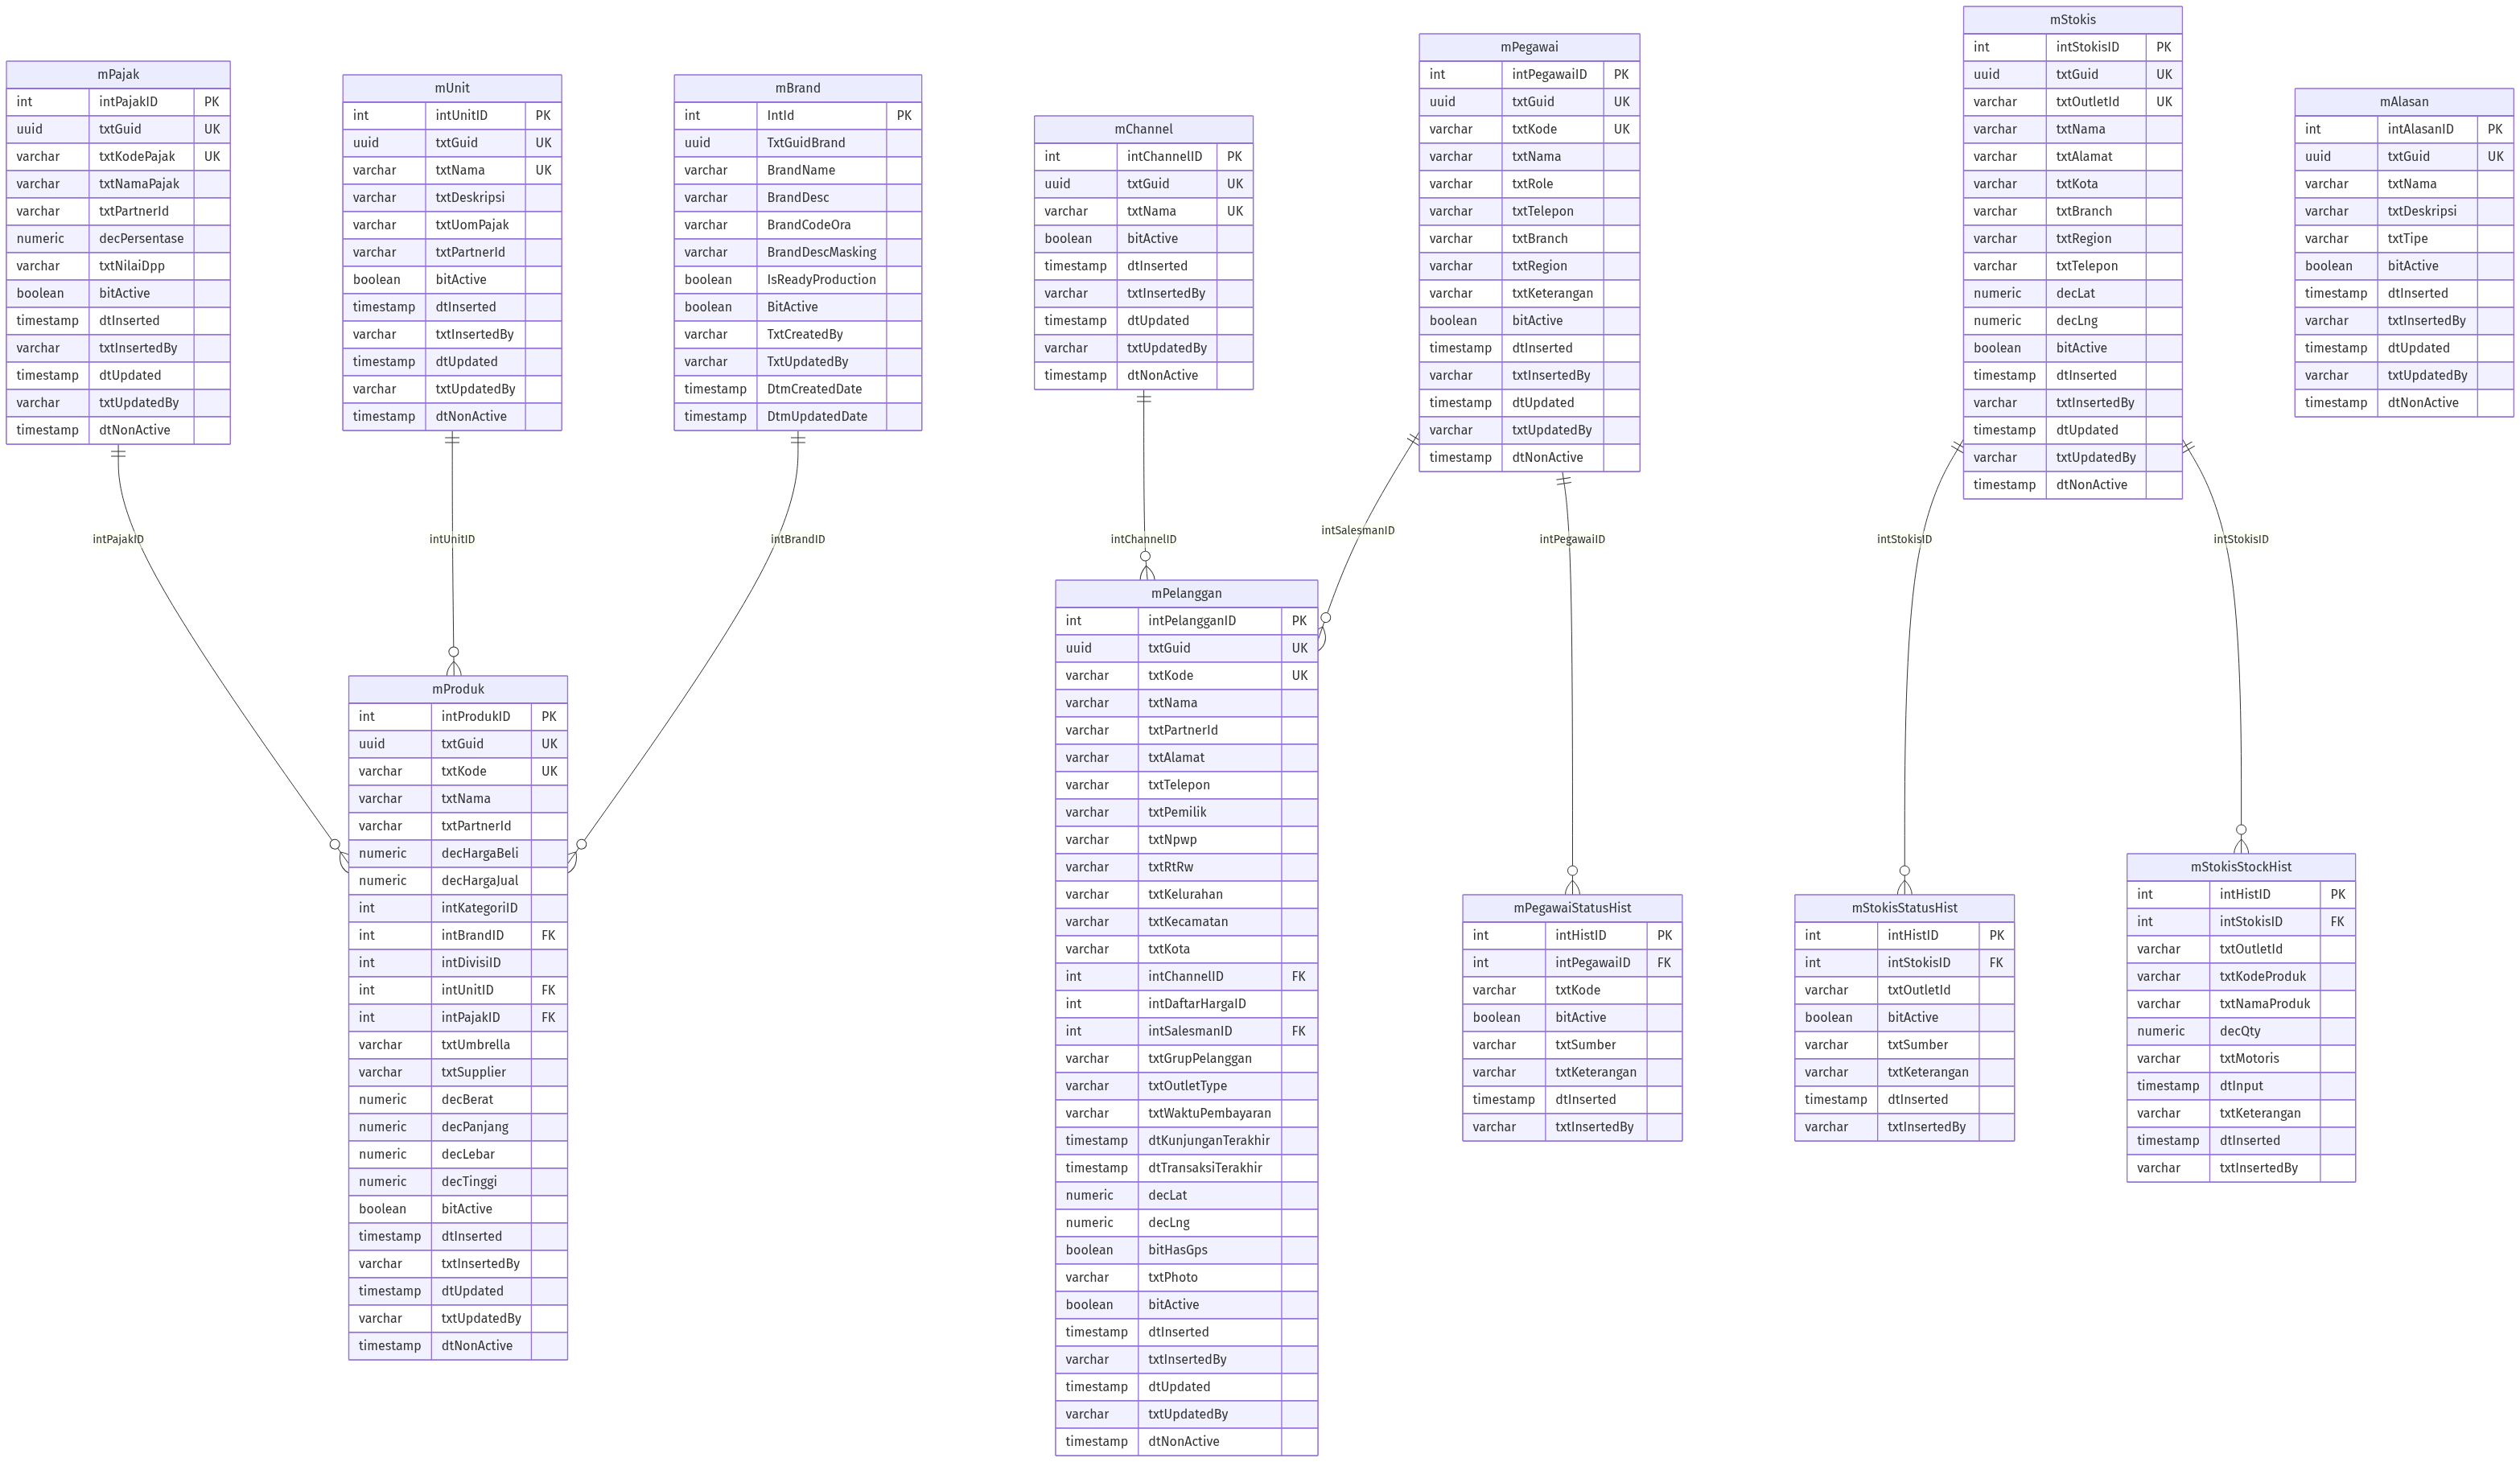 mPajak
int intPajakID PK
uuid txtGuid UK
varchar txtKodePajak UK
varchar txtNamaPajak
varchar txtPartnerId
numeric decPersentase
varchar txtNilaiDpp
boolean bitActive
timestamp dtInserted
varchar txtInsertedBy
timestamp dtUpdated
varchar txtUpdatedBy
timestamp dtNonActive
mUnit
int intUnitID PK
uuid txtGuid UK
varchar txtNama UK
varchar txtDeskripsi
varchar txtUomPajak
varchar txtPartnerId
boolean bitActive
timestamp dtInserted
varchar txtInsertedBy
timestamp dtUpdated
varchar txtUpdatedBy
timestamp dtNonActive
mBrand
int IntId PK
uuid TxtGuidBrand
varchar BrandName
varchar BrandDesc
varchar BrandCodeOra
varchar BrandDescMasking
boolean IsReadyProduction
boolean BitActive
varchar TxtCreatedBy
varchar TxtUpdatedBy
timestamp DtmCreatedDate
timestamp DtmUpdatedDate
mChannel
int intChannelID PK
uuid txtGuid UK
varchar txtNama UK
boolean bitActive
timestamp dtInserted
varchar txtInsertedBy
timestamp dtUpdated
varchar txtUpdatedBy
timestamp dtNonActive
mPegawai
int intPegawaiID PK
uuid txtGuid UK
varchar txtKode UK
varchar txtNama
varchar txtRole
varchar txtTelepon
varchar txtBranch
varchar txtRegion
varchar txtKeterangan
boolean bitActive
timestamp dtInserted
varchar txtInsertedBy
timestamp dtUpdated
varchar txtUpdatedBy
timestamp dtNonActive
mStokis
int intStokisID PK
uuid txtGuid UK
varchar txtOutletId UK
varchar txtNama
varchar txtAlamat
varchar txtKota
varchar txtBranch
varchar txtRegion
varchar txtTelepon
numeric decLat
numeric decLng
boolean bitActive
timestamp dtInserted
varchar txtInsertedBy
timestamp dtUpdated
varchar txtUpdatedBy
timestamp dtNonActive
mAlasan
int intAlasanID PK
uuid txtGuid UK
varchar txtNama
varchar txtDeskripsi
varchar txtTipe
boolean bitActive
timestamp dtInserted
varchar txtInsertedBy
timestamp dtUpdated
varchar txtUpdatedBy
timestamp dtNonActive
intPajakID
intUnitID
intBrandID
intChannelID
intSalesmanID
intPegawaiID
intStokisID
intStokisID
mProduk
int intProdukID PK
uuid txtGuid UK
varchar txtKode UK
varchar txtNama
varchar txtPartnerId
numeric decHargaBeli
numeric decHargaJual
int intKategoriID
int intBrandID FK
int intDivisiID
int intUnitID FK
int intPajakID FK
varchar txtUmbrella
varchar txtSupplier
numeric decBerat
numeric decPanjang
numeric decLebar
numeric decTinggi
boolean bitActive
timestamp dtInserted
varchar txtInsertedBy
timestamp dtUpdated
varchar txtUpdatedBy
timestamp dtNonActive
mPelanggan
int intPelangganID PK
uuid txtGuid UK
varchar txtKode UK
varchar txtNama
varchar txtPartnerId
varchar txtAlamat
varchar txtTelepon
varchar txtPemilik
varchar txtNpwp
varchar txtRtRw
varchar txtKelurahan
varchar txtKecamatan
varchar txtKota
int intChannelID FK
int intDaftarHargaID
int intSalesmanID FK
varchar txtGrupPelanggan
varchar txtOutletType
varchar txtWaktuPembayaran
timestamp dtKunjunganTerakhir
timestamp dtTransaksiTerakhir
numeric decLat
numeric decLng
boolean bitHasGps
varchar txtPhoto
boolean bitActive
timestamp dtInserted
varchar txtInsertedBy
timestamp dtUpdated
varchar txtUpdatedBy
timestamp dtNonActive
mPegawaiStatusHist
int intHistID PK
int intPegawaiID FK
varchar txtKode
boolean bitActive
varchar txtSumber
varchar txtKeterangan
timestamp dtInserted
varchar txtInsertedBy
mStokisStatusHist
int intHistID PK
int intStokisID FK
varchar txtOutletId
boolean bitActive
varchar txtSumber
varchar txtKeterangan
timestamp dtInserted
varchar txtInsertedBy
mStokisStockHist
int intHistID PK
int intStokisID FK
varchar txtOutletId
varchar txtKodeProduk
varchar txtNamaProduk
numeric decQty
varchar txtMotoris
timestamp dtInput
varchar txtKeterangan
timestamp dtInserted
varchar txtInsertedBy